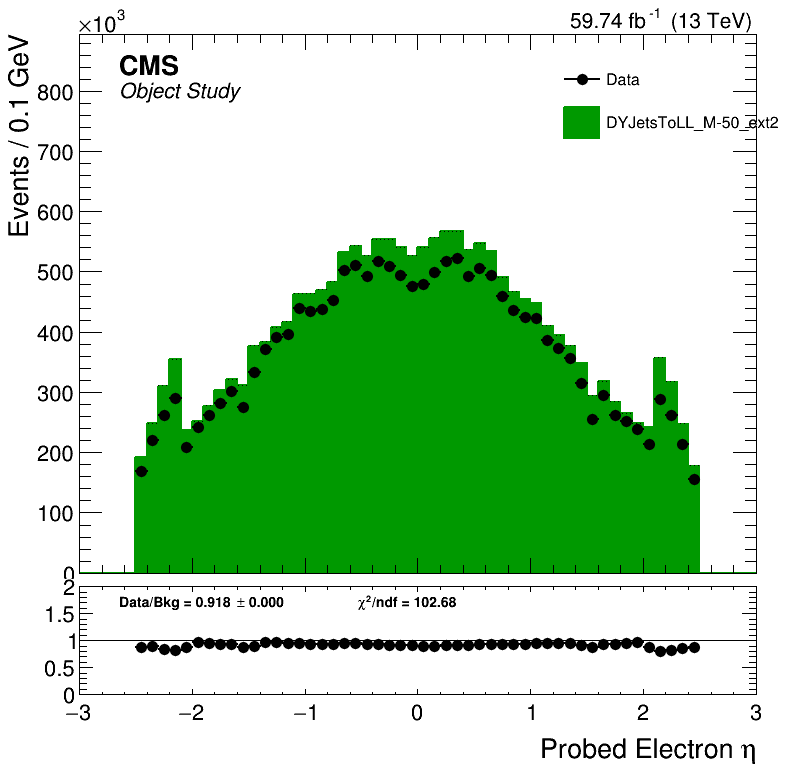 ×10³
59.74 fb⁻¹ (13 TeV)
Events / 0.1 GeV
CMS
Object Study
Data
DYJetsToLL_M-50_ext2
800
700
600
500
400
300
200
100
0
2
1.5
1
0.5
0
Data/Bkg = 0.918 ± 0.000
χ²/ndf = 102.68
−3 −2 −1 0 1 2 3
Probed Electron η